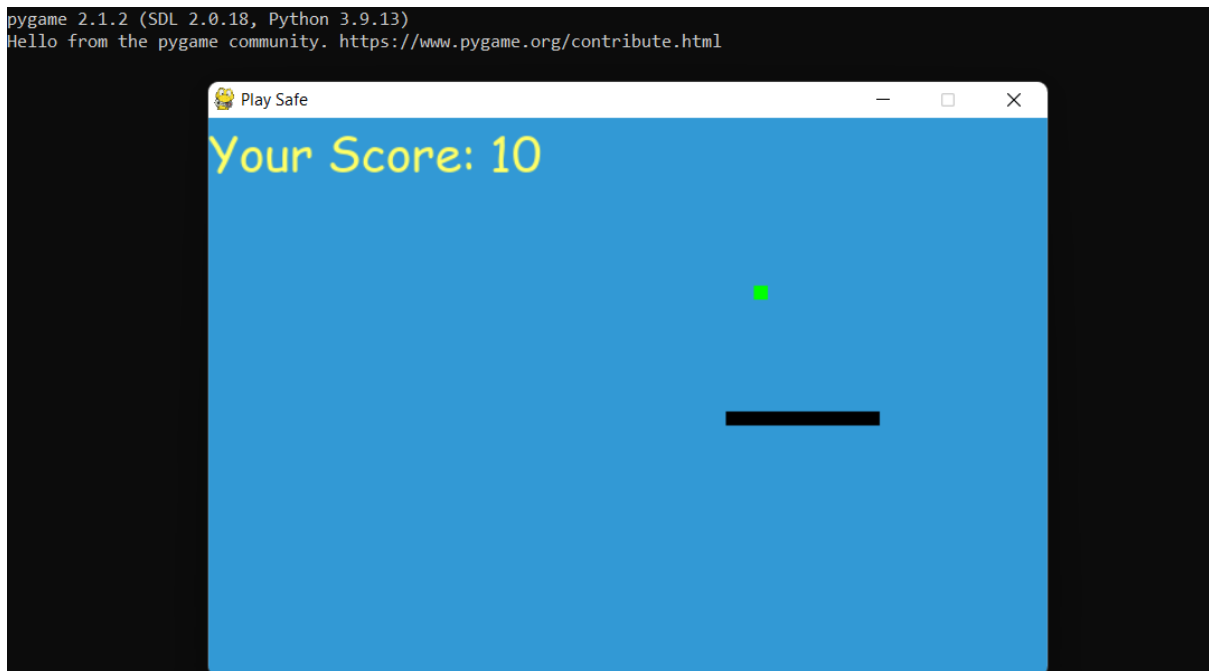 pygame 2.1.2 (SDL 2.0.18, Python 3.9.13)
Hello from the pygame community. https://www.pygame.org/contribute.html
Play Safe
Your Score: 10